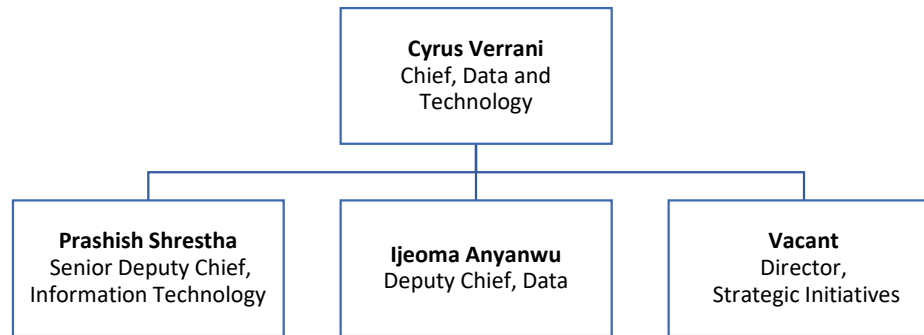 Cyrus Verrani
Chief, Data and
Technology
Prashish Shrestha
Senior Deputy Chief,
Information Technology
Ijeoma Anyanwu
Deputy Chief, Data
Vacant
Director,
Strategic Initiatives